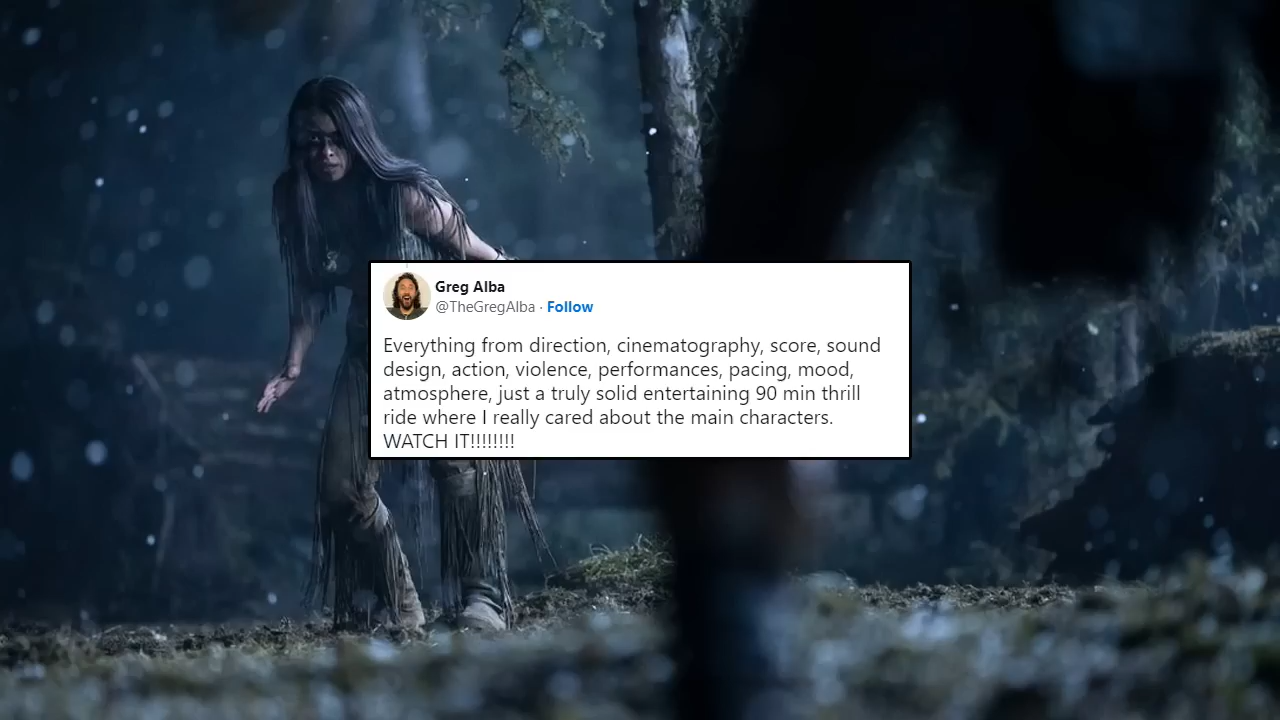 Greg Alba
@TheGregAlba · Follow
Everything from direction, cinematography, score, sound
design, action, violence, performances, pacing, mood,
atmosphere, just a truly solid entertaining 90 min thrill
ride where I really cared about the main characters.
WATCH IT!!!!!!!!